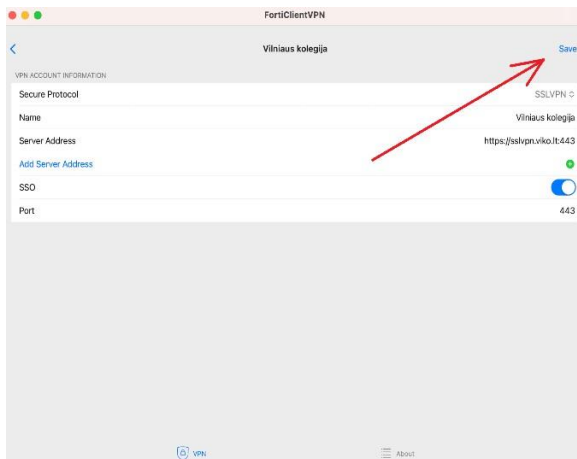 FortiClientVPN
Vilniaus kolegija
Save
VPN ACCOUNT INFORMATION
Secure Protocol SSLVPN
Name Vilniaus kolegija
Server Address https://sslvpn.viko.lt:443
Add Server Address
SSO
Port 443
VPN About